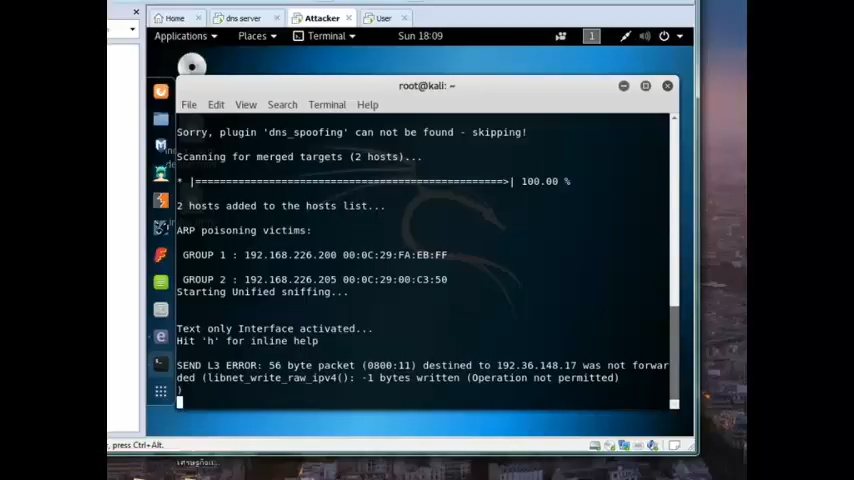 Home
dns server
Attacker
User
Applications
Places
Terminal
Sun 18:09
1
root@kali: ~
File Edit View Search Terminal Help
Sorry, plugin 'dns_spoofing' can not be found - skipping!
Scanning for merged targets (2 hosts)...
* |==================================================>| 100.00 %
2 hosts added to the hosts list...
ARP poisoning victims:
GROUP 1 : 192.168.226.200 00:0C:29:FA:EB:FF
GROUP 2 : 192.168.226.205 00:0C:29:00:C3:50
Starting Unified sniffing...
Text only Interface activated...
Hit 'h' for inline help
SEND L3 ERROR: 56 byte packet (0800:11) destined to 192.36.148.17 was not forwar
ded (libnet_write_raw_ipv4(): -1 bytes written (Operation not permitted)
)
, press Ctrl+Alt.